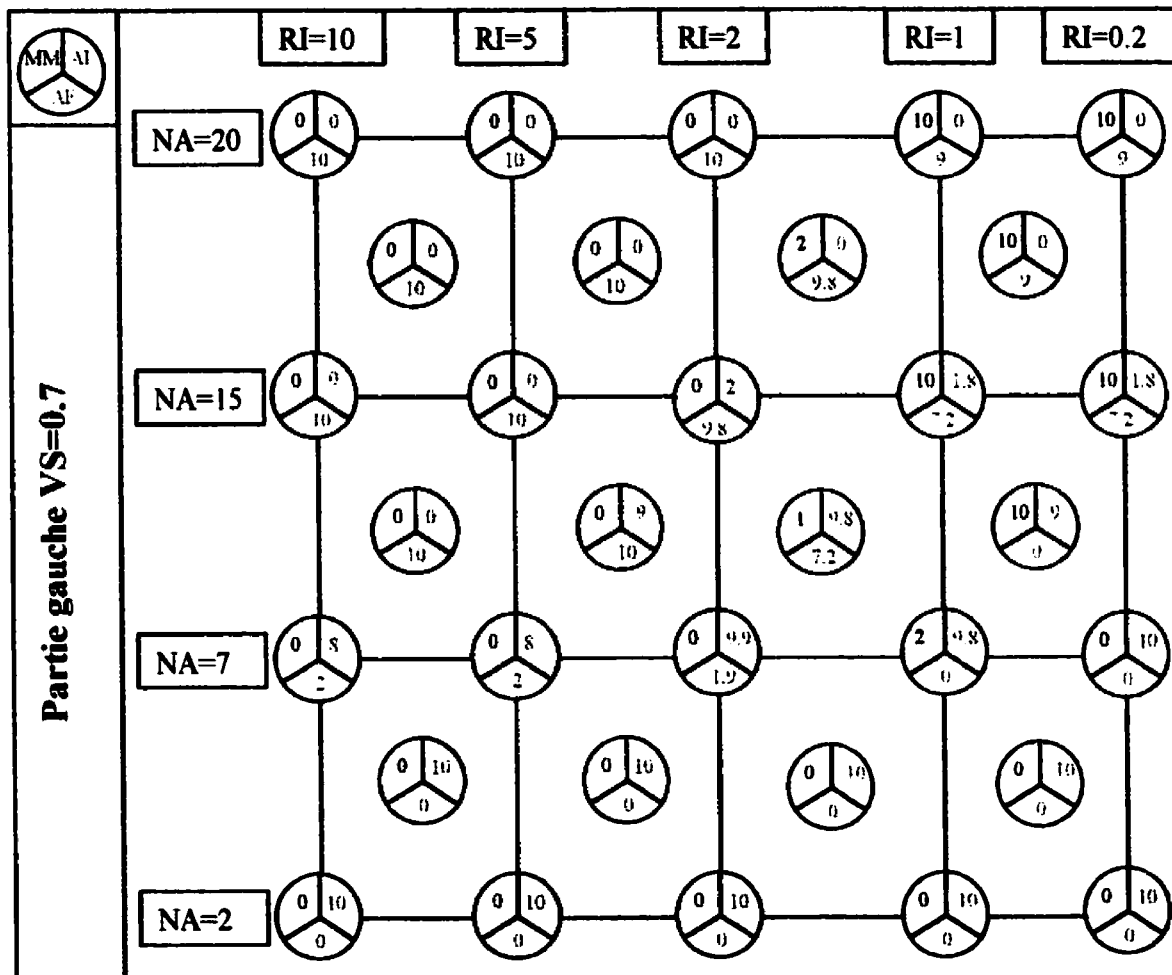 RI=10 RI=5 RI=2 RI=1 RI=0.2
MM AI
AF
NA=20
0 0 0 0 0 0 10 0 10 0
10 10 10 9 9
0 0 0 0 2 0 10 0
10 10 9.8 9
NA=15
0 0 0 0 0 2 10 1.8 10 1.8
10 10 9.8 7.2 7.2
Partie gauche VS=0.7
0 0 0 9 1 9.8 10 9
10 10 7.2 0
NA=7
0 8 0 8 0 9.9 2 9.8 0 10
2 2 1.9 0 0
0 10 0 10 0 10 0 10
0 0 0 0
NA=2
0 10 0 10 0 10 0 10 0 10
0 0 0 0 0